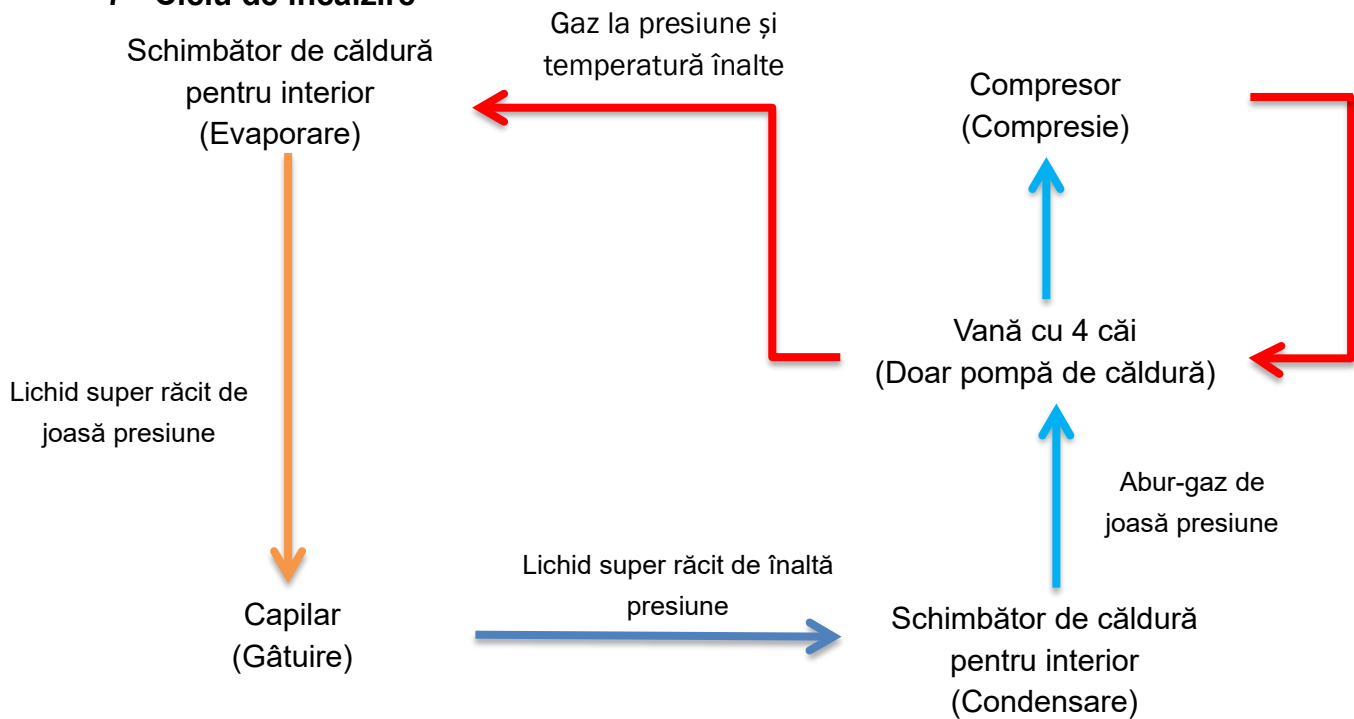 Gaz la presiune și
temperatură înalte
Schimbător de căldură
pentru interior
(Evaporare)
Compresor
(Compresie)
Vană cu 4 căi
(Doar pompă de căldură)
Lichid super răcit de
joasă presiune
Abur-gaz de
joasă presiune
Lichid super răcit de înaltă
presiune
Capilar
(Gâtuire)
Schimbător de căldură
pentru interior
(Condensare)